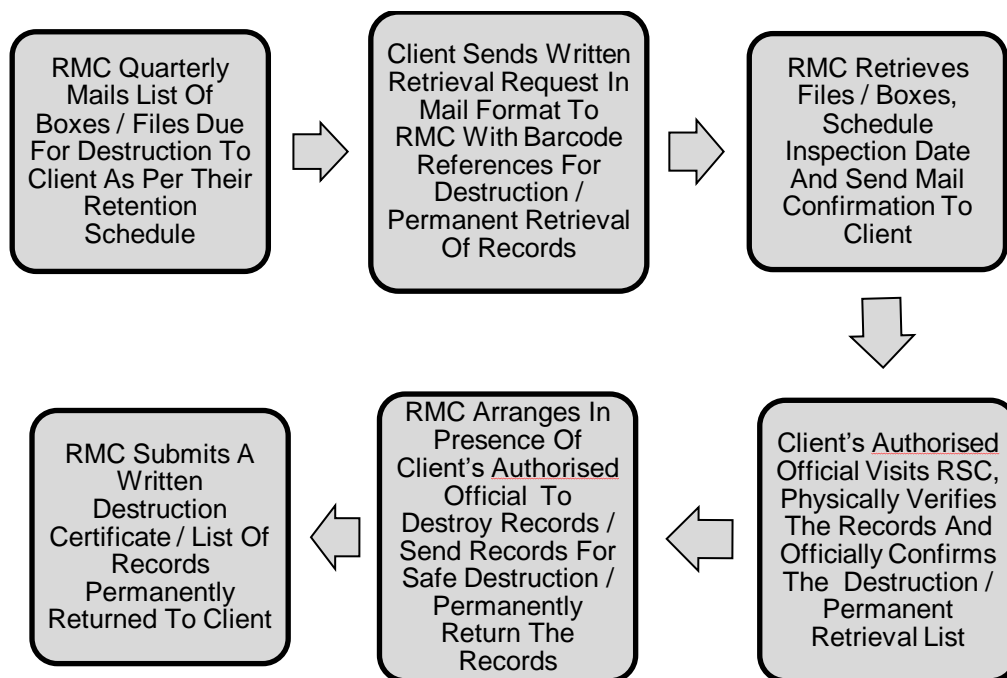 RMC Quarterly
Mails List Of
Boxes / Files Due
For Destruction To
Client As Per Their
Retention
Schedule
Client Sends Written
Retrieval Request In
Mail Format To
RMC With Barcode
References For
Destruction /
Permanent Retrieval
Of Records
RMC Retrieves
Files / Boxes,
Schedule
Inspection Date
And Send Mail
Confirmation To
Client
Client's Authorised
Official Visits RSC,
Physically Verifies
The Records And
Officially Confirms
The Destruction /
Permanent
Retrieval List
RMC Arranges In
Presence Of
Client's Authorised
Official To
Destroy Records /
Send Records For
Safe Destruction /
Permanently
Return The
Records
RMC Submits A
Written
Destruction
Certificate / List Of
Records
Permanently
Returned To Client